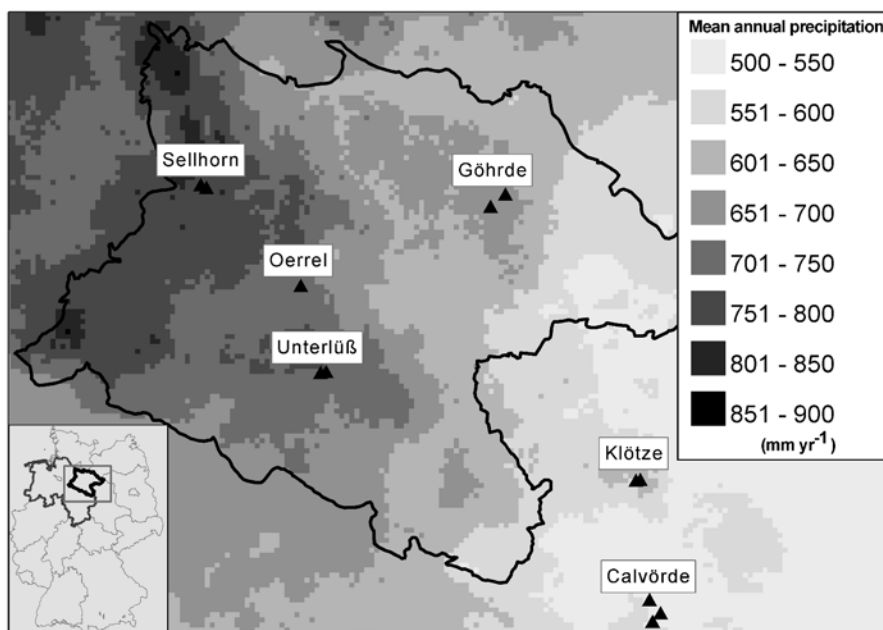 Mean annual precipitation
500 - 550
551 - 600
601 - 650
651 - 700
701 - 750
751 - 800
801 - 850
851 - 900
(mm yr-1)
Sellhorn
Göhrde
Oerrel
Unterlüß
Klötze
Calvörde